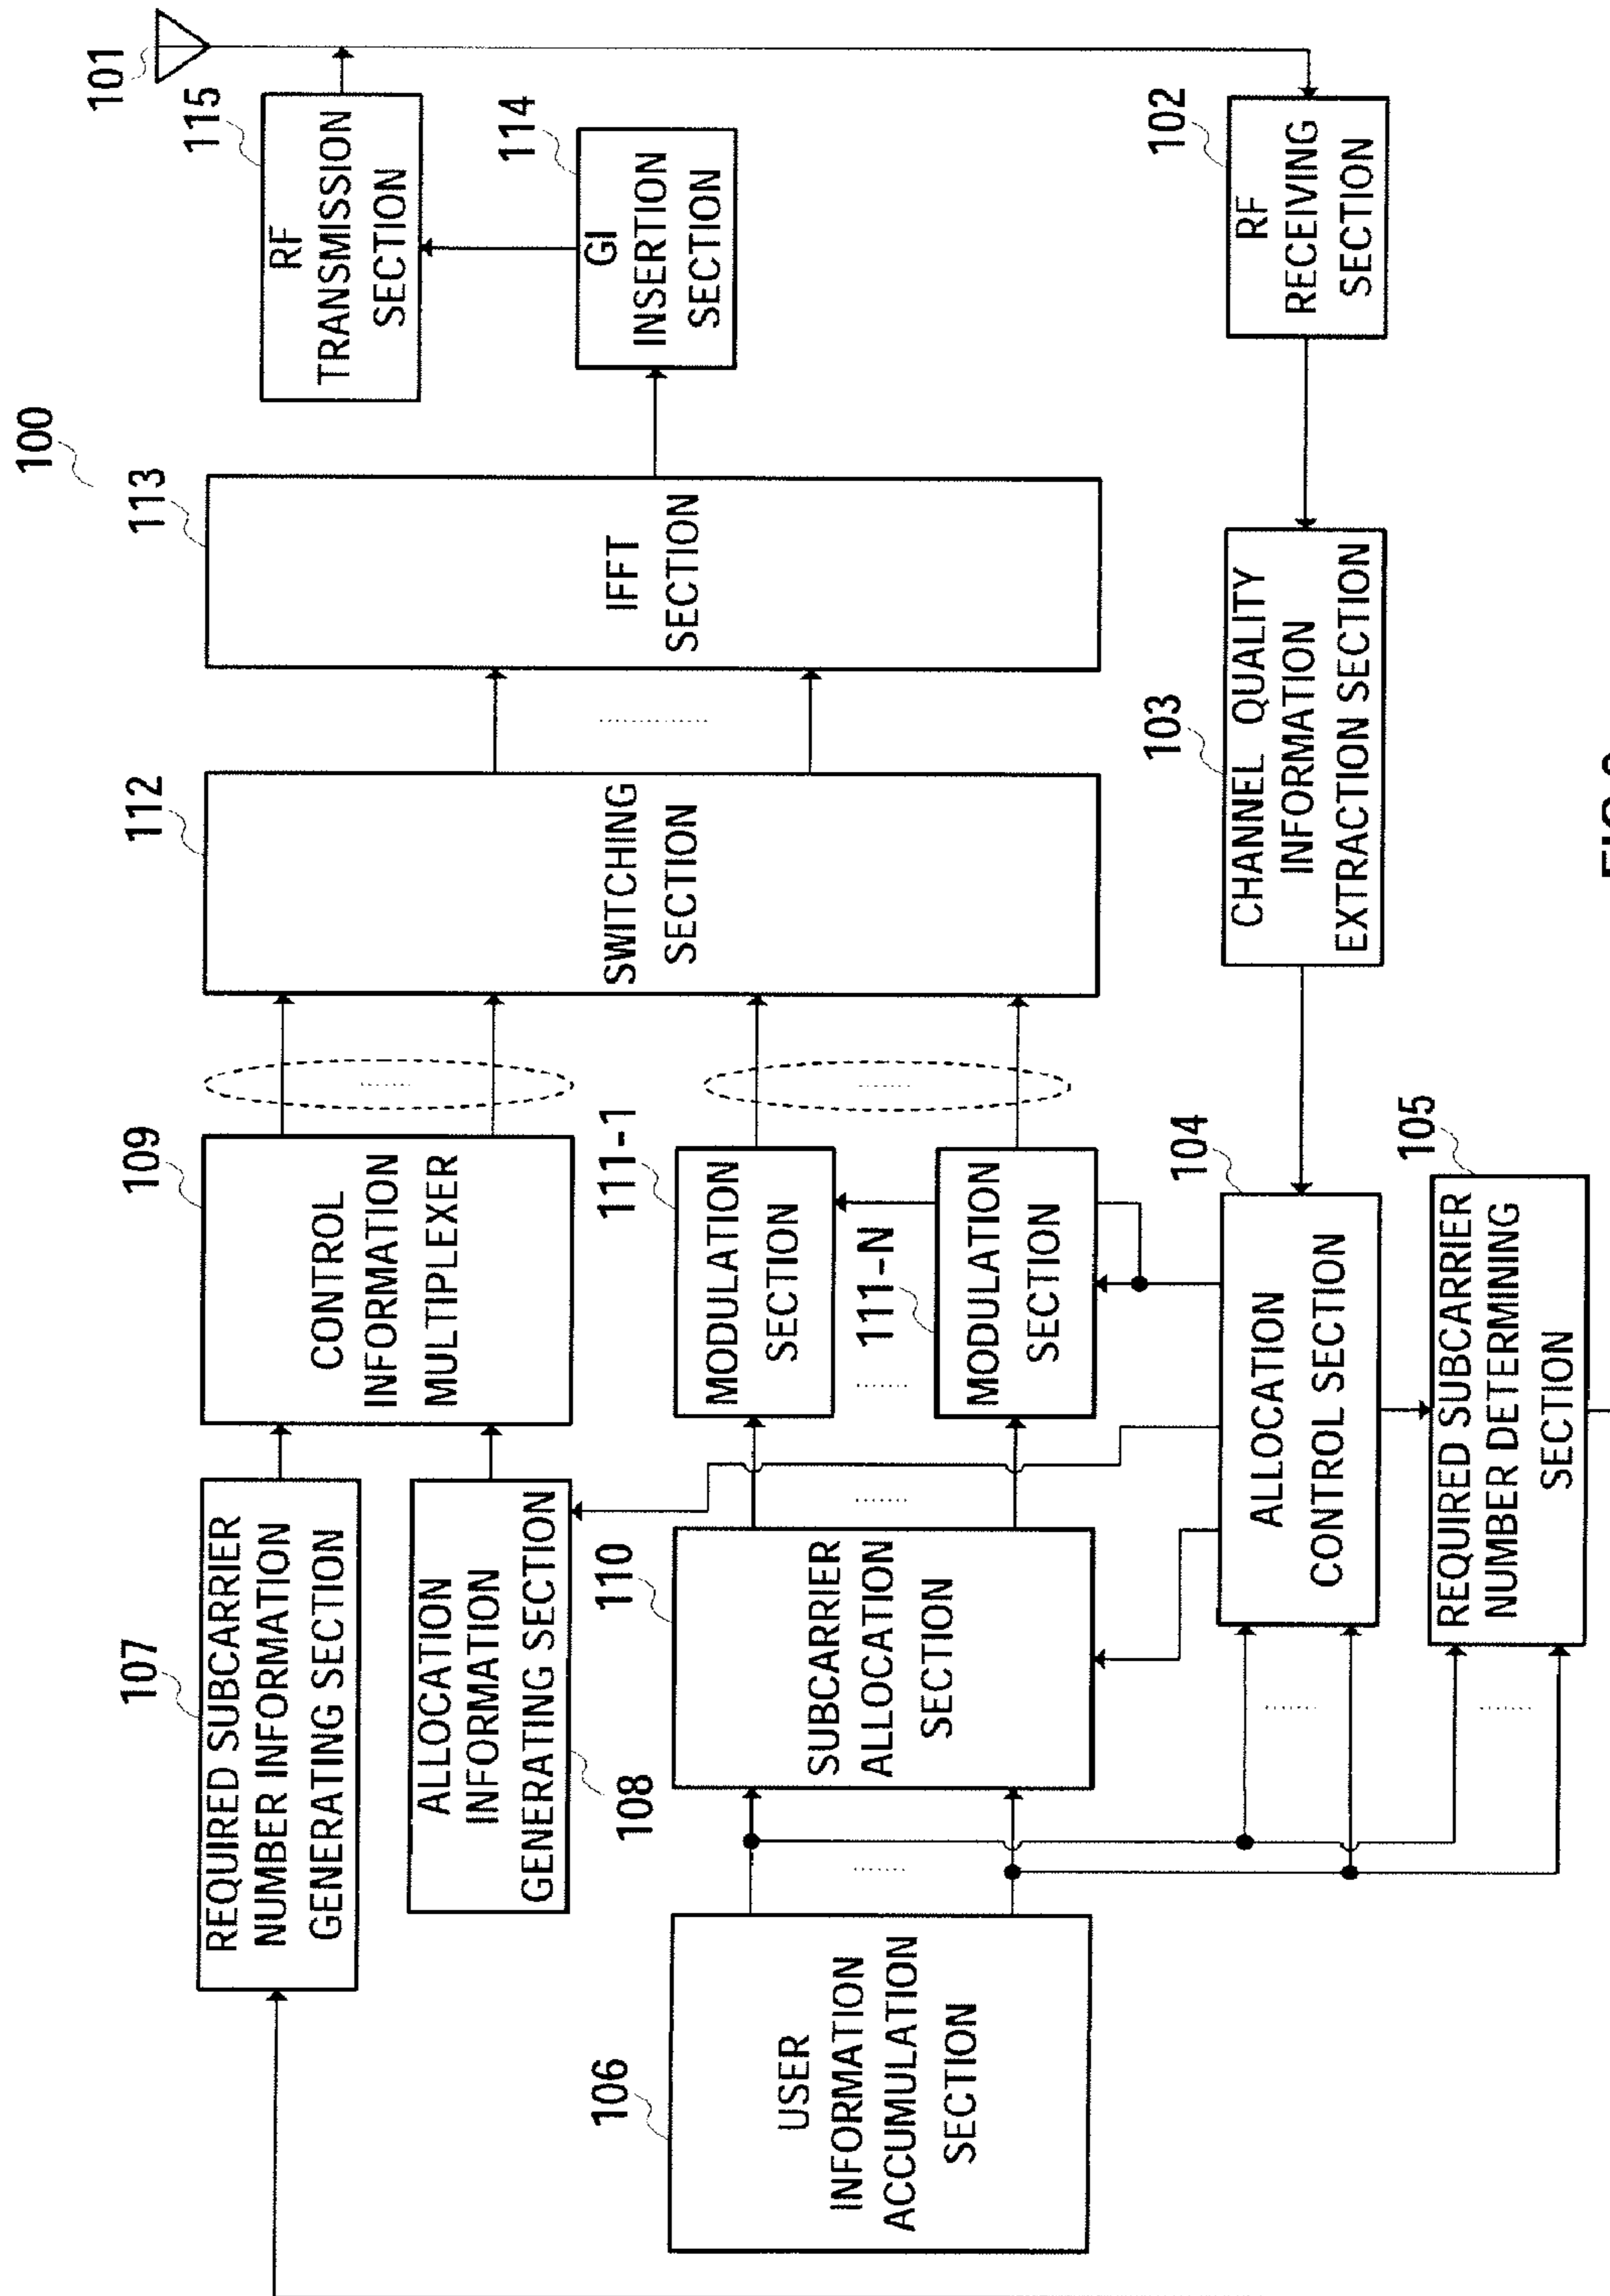 100
101
RF
TRANSMISSION
SECTION
115
GI
INSERTION
SECTION
114
IFFT
SECTION
113
SWITCHING
SECTION
112
CONTROL
INFORMATION
MULTIPLEXER
109
REQUIRED SUBCARRIER
NUMBER INFORMATION
GENERATING SECTION
107
ALLOCATION
INFORMATION
GENERATING SECTION
108
MODULATION
SECTION
111-1
MODULATION
SECTION
111-N
SUBCARRIER
ALLOCATION
SECTION
110
USER
INFORMATION
ACCUMULATION
SECTION
106
RF
RECEIVING
SECTION
102
CHANNEL QUALITY
INFORMATION
EXTRACTION SECTION
103
ALLOCATION
CONTROL SECTION
104
REQUIRED SUBCARRIER
NUMBER DETERMINING
SECTION
105